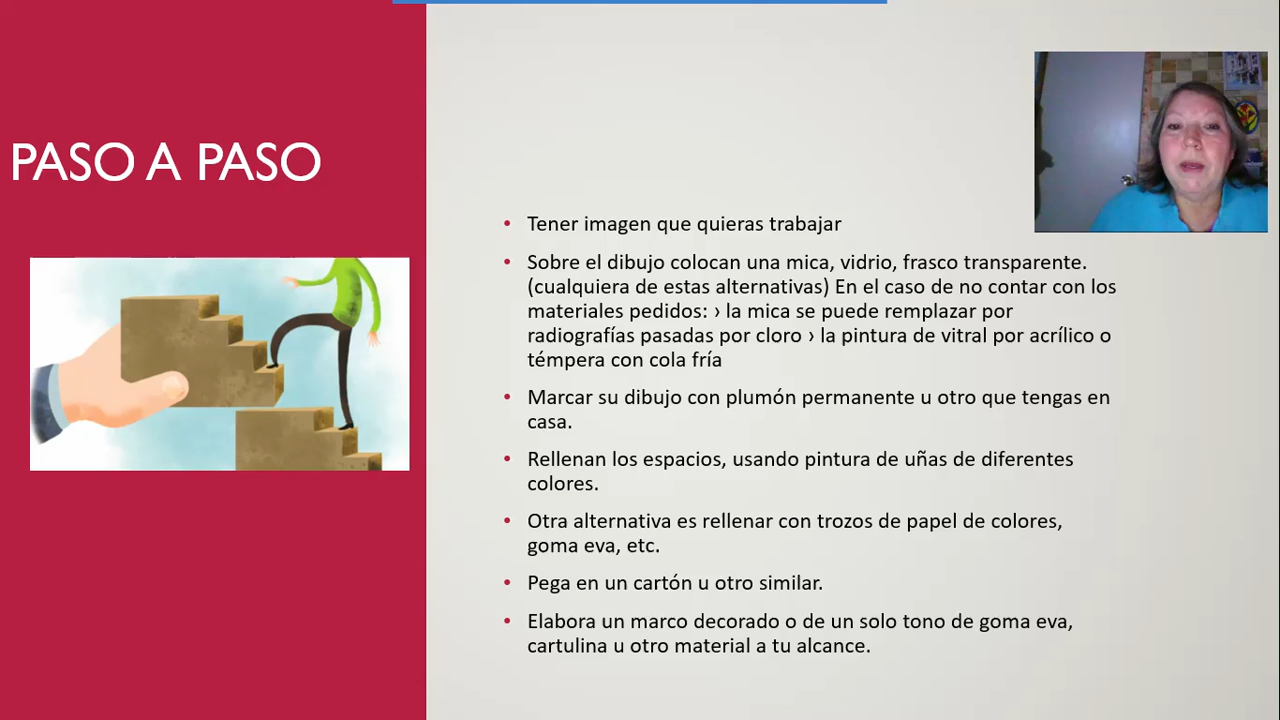 PASO A PASO
• Tener imagen que quieras trabajar
• Sobre el dibujo colocan una mica, vidrio, frasco transparente.
(cualquiera de estas alternativas) En el caso de no contar con los
materiales pedidos: › la mica se puede remplazar por
radiografías pasadas por cloro › la pintura de vitral por acrílico o
témpera con cola fría
• Marcar su dibujo con plumón permanente u otro que tengas en
casa.
• Rellenan los espacios, usando pintura de uñas de diferentes
colores.
• Otra alternativa es rellenar con trozos de papel de colores,
goma eva, etc.
• Pega en un cartón u otro similar.
• Elabora un marco decorado o de un solo tono de goma eva,
cartulina u otro material a tu alcance.